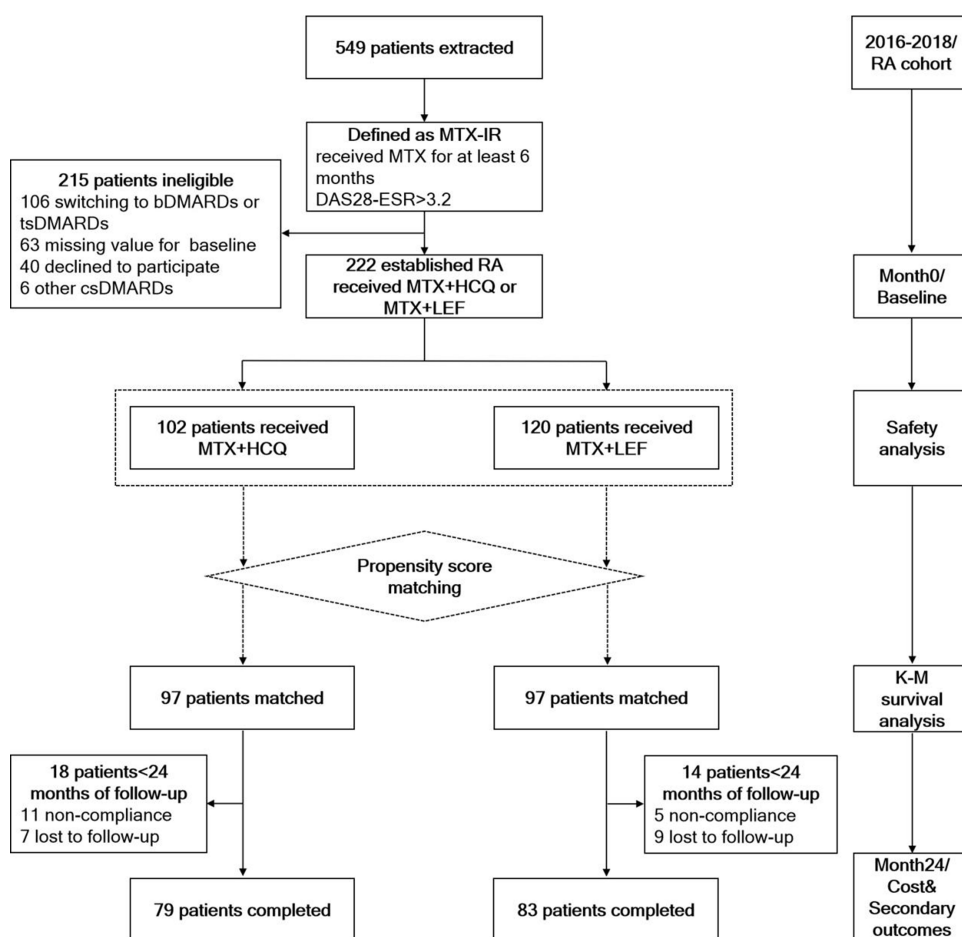 549 patients extracted
2016-2018/
RA cohort
Defined as MTX-IR
received MTX for at least 6
months
DAS28-ESR>3.2
215 patients ineligible
106 switching to bDMARDs or
tsDMARDs
63 missing value for baseline
40 declined to participate
6 other csDMARDs
222 established RA
received MTX+HCQ or
MTX+LEF
Month0/
Baseline
102 patients received
MTX+HCQ
120 patients received
MTX+LEF
Safety
analysis
Propensity score
matching
97 patients matched
97 patients matched
K-M
survival
analysis
18 patients<24
months of follow-up
11 non-compliance
7 lost to follow-up
14 patients<24
months of follow-up
5 non-compliance
9 lost to follow-up
79 patients completed
83 patients completed
Month24/
Cost&
Secondary
outcomes